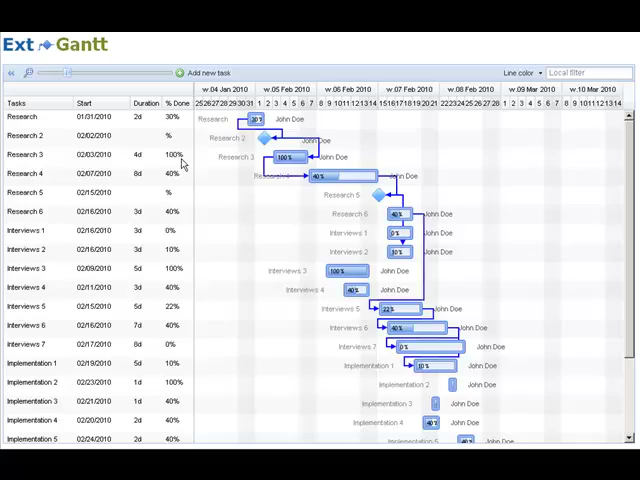 Ext Gantt
Add new task Line color Local filter
w.04 Jan 2010 w.05 Feb 2010 w.06 Feb 2010 w.07 Feb 2010 w.08 Feb 2010 w.09 Mar 2010 w.10 Mar 2010
Tasks Start Duration % Done 25 26 27 28 29 30 31 1 2 3 4 5 6 7 8 9 10 11 12 13 14 15 16 17 18 19 20 21 22 23 24 25 26 27 28 1 2 3 4 5 6 7 8 9 10 11 12 13 14
Research 01/31/2010 2d 30% Research 30% John Doe
Research 2 02/02/2010 % Research 2 John Doe
Research 3 02/03/2010 4d 100% Research 3 100% John Doe
Research 4 02/07/2010 8d 40% Research 4 40% John Doe
Research 5 02/15/2010 % Research 5 John Doe
Research 6 02/16/2010 3d 40% Research 6 40% John Doe
Interviews 1 02/16/2010 3d 0% Interviews 1 0% John Doe
Interviews 2 02/16/2010 3d 10% Interviews 2 10% John Doe
Interviews 3 02/09/2010 5d 100% Interviews 3 100% John Doe
Interviews 4 02/11/2010 3d 40% Interviews 4 40% John Doe
Interviews 5 02/15/2010 5d 22% Interviews 5 22% John Doe
Interviews 6 02/16/2010 7d 40% Interviews 6 40% John Doe
Interviews 7 02/17/2010 8d 0% Interviews 7 0% John Doe
Implementation 1 02/19/2010 5d 10% Implementation 1 10% John Doe
Implementation 2 02/23/2010 1d 100% Implementation 2 John Doe
Implementation 3 02/21/2010 1d 40% Implementation 3 John Doe
Implementation 4 02/20/2010 2d 40% Implementation 4 40% John Doe
Implementation 5 02/24/2010 2d 40% Implementation 5 40% John Doe